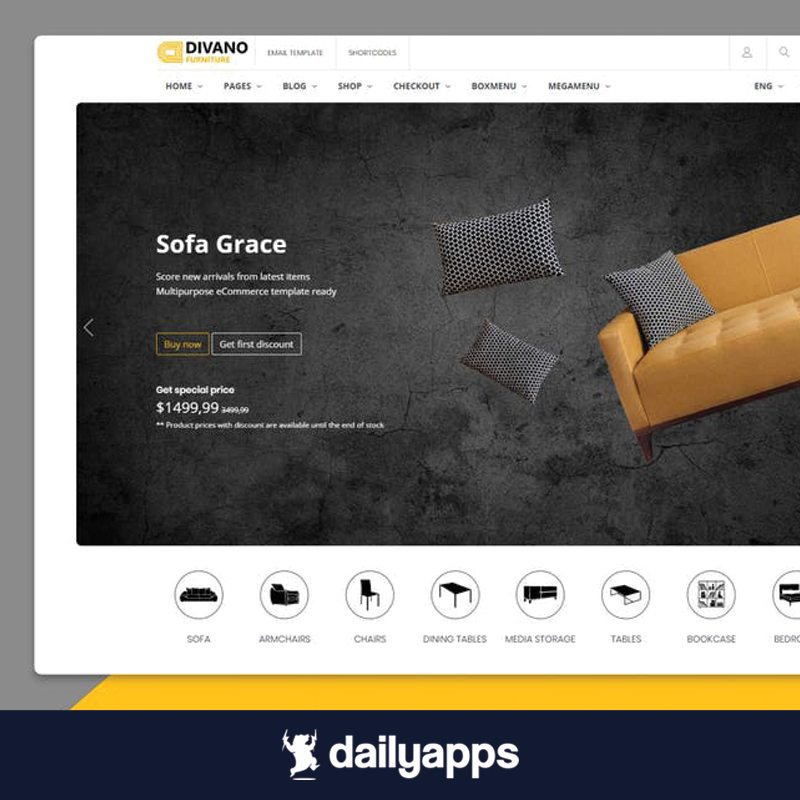 DIVANO
FURNITURE
EMAIL TEMPLATE
SHORTCODES
HOME PAGES BLOG SHOP CHECKOUT BOXMENU MEGAMENU ENG
Sofa Grace
Score new arrivals from latest items
Multipurpose eCommerce template ready
Buy now Get first discount
Get special price
$1499,99 3499,99
** Product prices with discount are available until the end of stock
SOFA ARMCHAIRS CHAIRS DINING TABLES MEDIA STORAGE TABLES BOOKCASE BEDRO
dailyapps